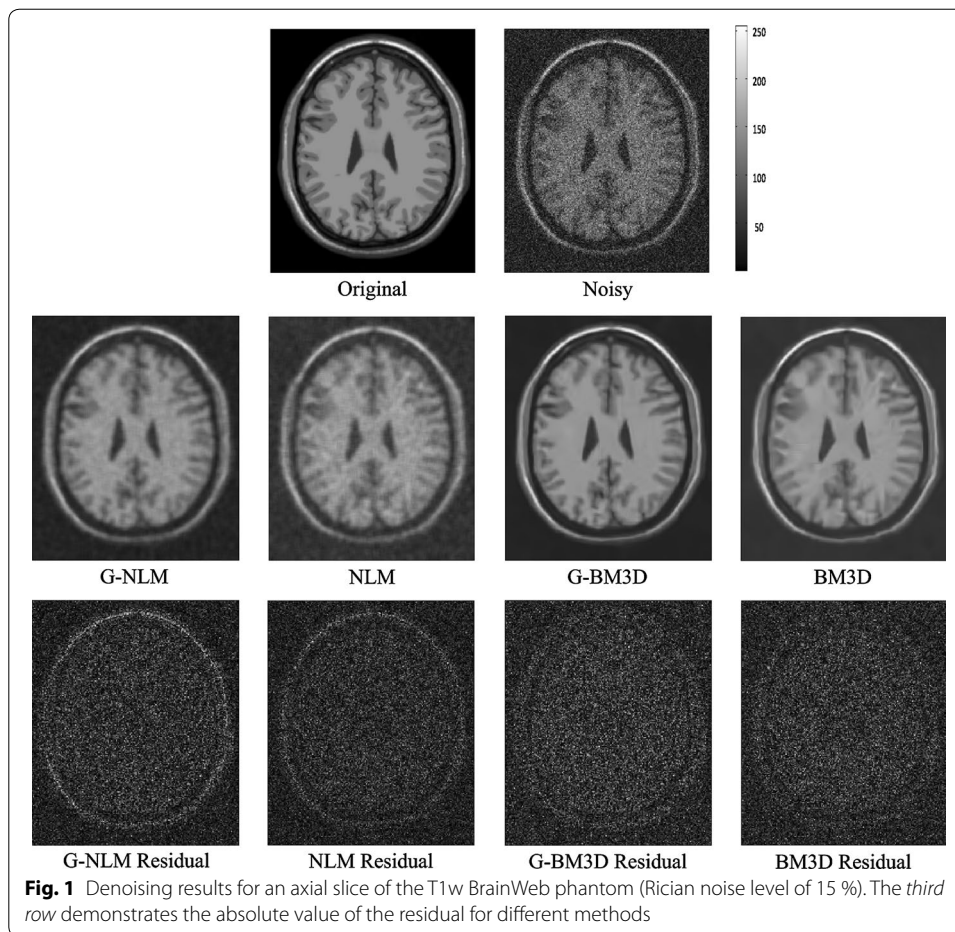 250
200
150
100
50
Original
Noisy
G-NLM
NLM
G-BM3D
BM3D
G-NLM Residual
NLM Residual
G-BM3D Residual
BM3D Residual
Fig. 1 Denoising results for an axial slice of the T1w BrainWeb phantom (Rician noise level of 15 %). The third
row demonstrates the absolute value of the residual for different methods